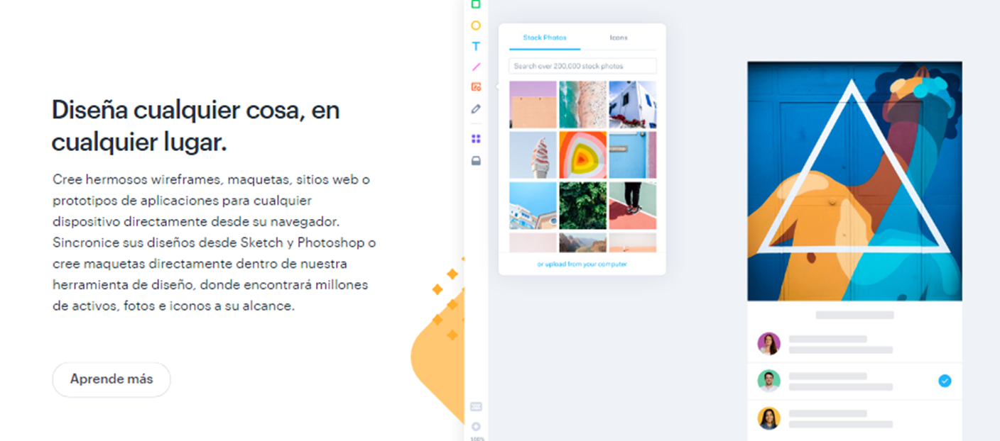 Diseña cualquier cosa, en
cualquier lugar.
Cree hermosos wireframes, maquetas, sitios web o
prototipos de aplicaciones para cualquier
dispositivo directamente desde su navegador.
Sincronice sus diseños desde Sketch y Photoshop o
cree maquetas directamente dentro de nuestra
herramienta de diseño, donde encontrará millones
de activos, fotos e iconos a su alcance.
Aprende más
T
Stock Photos Icons
Search over 200,000 stock photos
or upload from your computer
100%